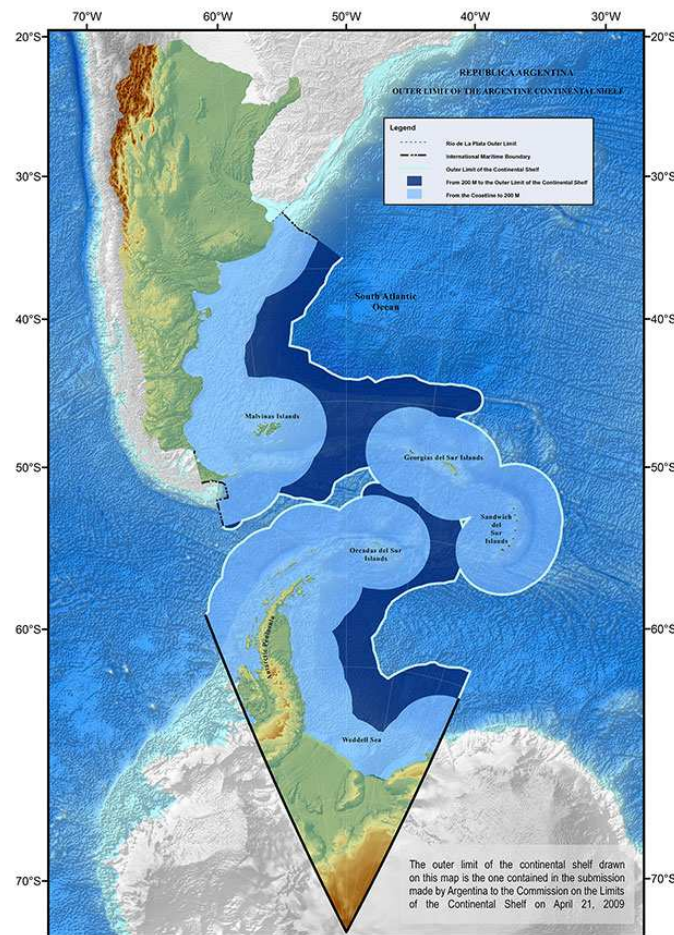 70°W 60°W 50°W 40°W 30°W
20°S 20°S
REPUBLICA ARGENTINA
OUTER LIMIT OF THE ARGENTINE CONTINENTAL SHELF
Legend
Rio de La Plata Outer Limit
International Maritime Boundary
Outer Limit of the Continental Shelf
From 200 M to the Outer Limit of the Continental Shelf
From the Coastline to 200 M
30°S 30°S
South Atlantic
Ocean
40°S 40°S
Malvinas Islands
Georgias del Sur Islands
50°S 50°S
Sandwich
del
Sur
Islands
Orcadas del Sur
Islands
60°S 60°S
Antarctic Peninsula
Weddell Sea
The outer limit of the continental shelf drawn
on this map is the one contained in the submission
made by Argentina to the Commission on the Limits
of the Continental Shelf on April 21, 2009
70°S 70°S
60°W 50°W 40°W